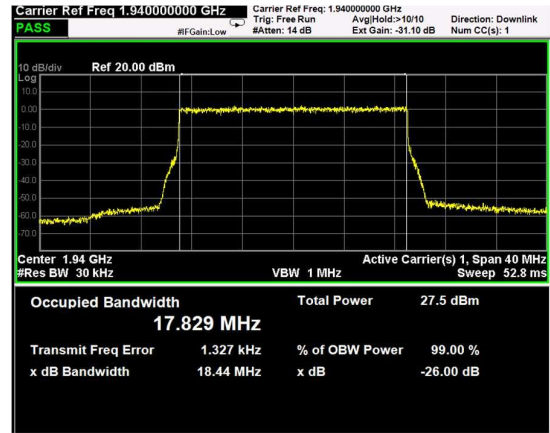 Carrier Ref Freq 1.940000000 GHz
Carrier Ref Freq: 1.940000000 GHz
PASS
#IFGain:Low
Trig: Free Run
#Atten: 14 dB
Avg|Hold:>10/10
Ext Gain: -31.10 dB
Direction: Downlink
Num CC(s): 1
10 dB/div Ref 20.00 dBm
Log
10.0
0.00
-10.0
-20.0
-30.0
-40.0
-50.0
-60.0
-70.0
Center 1.94 GHz Active Carrier(s) 1, Span 40 MHz
#Res BW 30 kHz VBW 1 MHz Sweep 52.8 ms
Occupied Bandwidth Total Power 27.5 dBm
17.829 MHz
Transmit Freq Error 1.327 kHz % of OBW Power 99.00 %
x dB Bandwidth 18.44 MHz x dB -26.00 dB